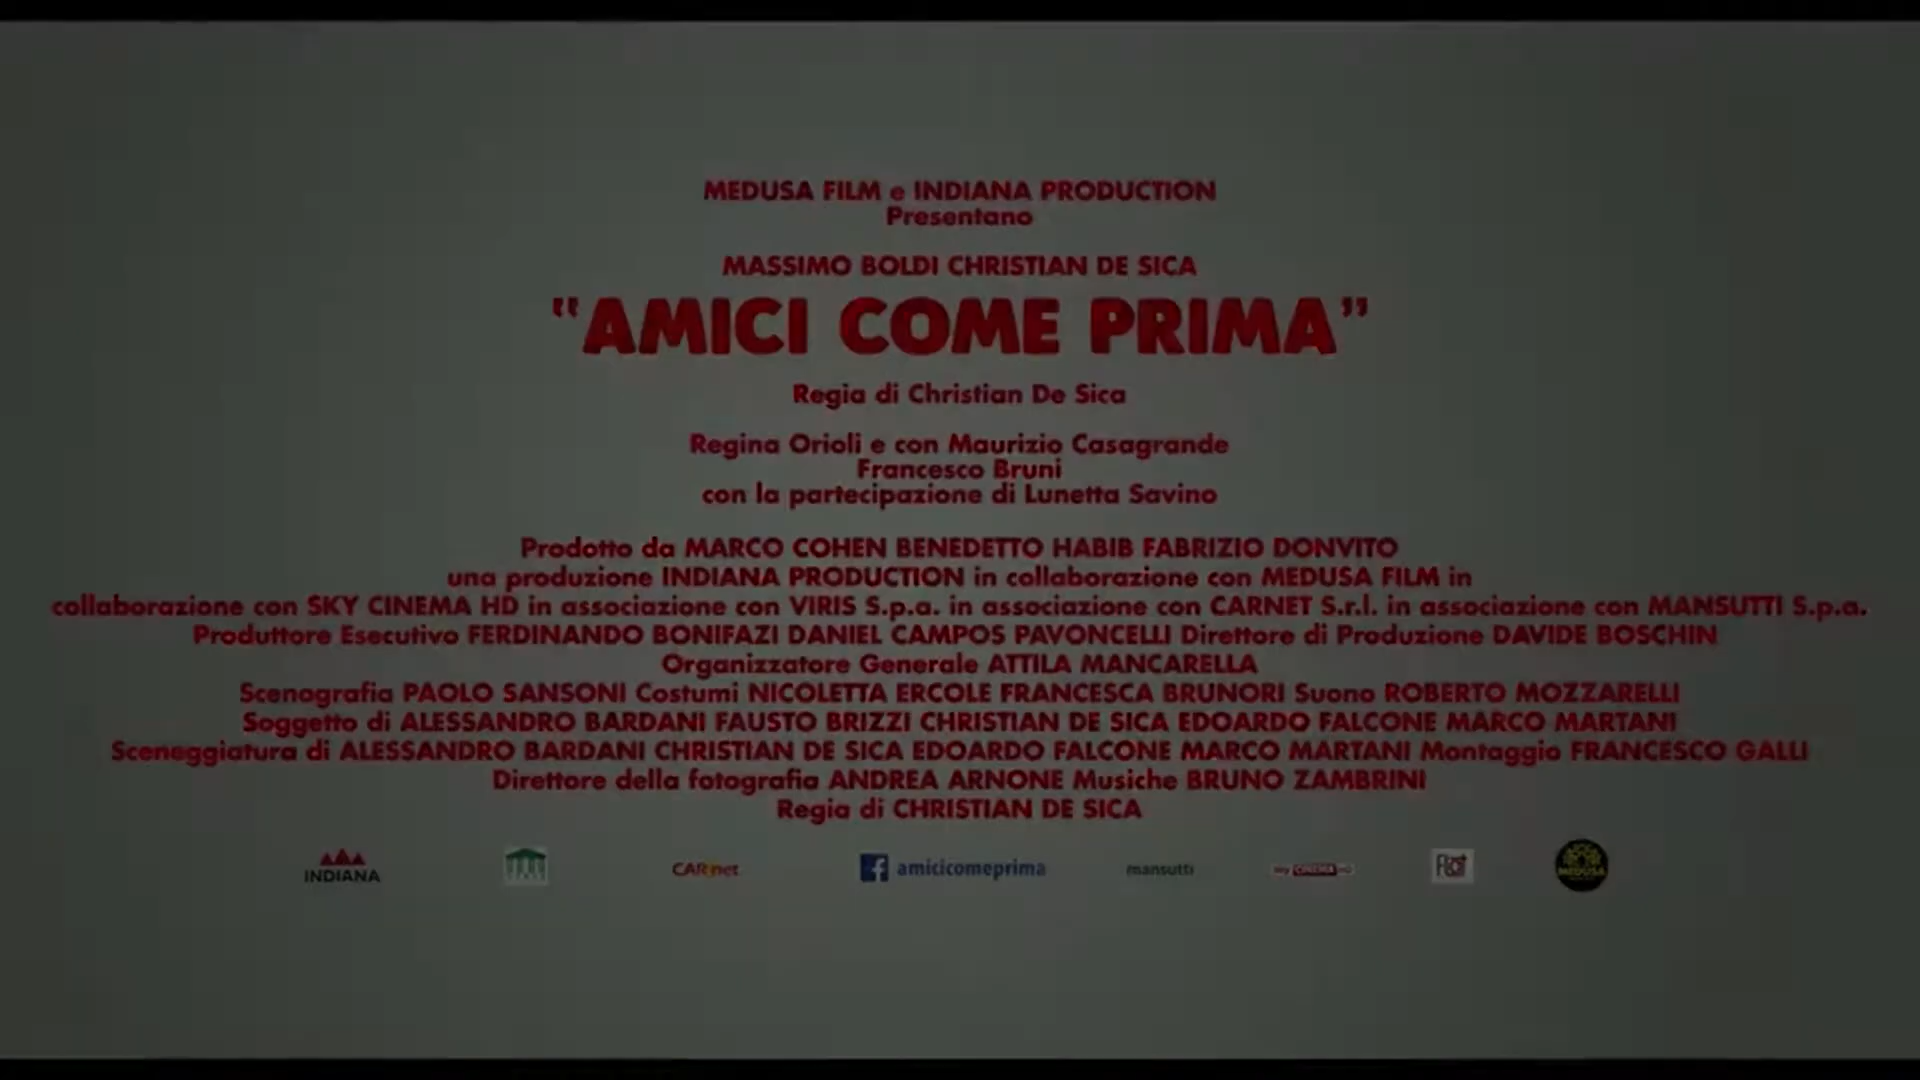 MEDUSA FILM e INDIANA PRODUCTION
Presentano
MASSIMO BOLDI CHRISTIAN DE SICA
"AMICI COME PRIMA"
Regia di Christian De Sica
Regina Orioli e con Maurizio Casagrande
Francesco Bruni
con la partecipazione di Lunetta Savino
Prodotto da MARCO COHEN BENEDETTO HABIB FABRIZIO DONVITO
una produzione INDIANA PRODUCTION in collaborazione con MEDUSA FILM in
collaborazione con SKY CINEMA HD in associazione con VIRIS S.p.a. in associazione con CARNET S.r.l. in associazione con MANSUTTI S.p.a.
Produttore Esecutivo FERDINANDO BONIFAZI DANIEL CAMPOS PAVONCELLI Direttore di Produzione DAVIDE BOSCHIN
Organizzatore Generale ATTILA MANCARELLA
Scenografia PAOLO SANSONI Costumi NICOLETTA ERCOLE FRANCESCA BRUNORI Suono ROBERTO MOZZARELLI
Soggetto di ALESSANDRO BARDANI FAUSTO BRIZZI CHRISTIAN DE SICA EDOARDO FALCONE MARCO MARTANI
Sceneggiatura di ALESSANDRO BARDANI CHRISTIAN DE SICA EDOARDO FALCONE MARCO MARTANI Montaggio FRANCESCO GALLI
Direttore della fotografia ANDREA ARNONE Musiche BRUNO ZAMBRINI
Regia di CHRISTIAN DE SICA
INDIANA CARnet amicicomeprima mansutti sky CINEMA HD MEDUSA